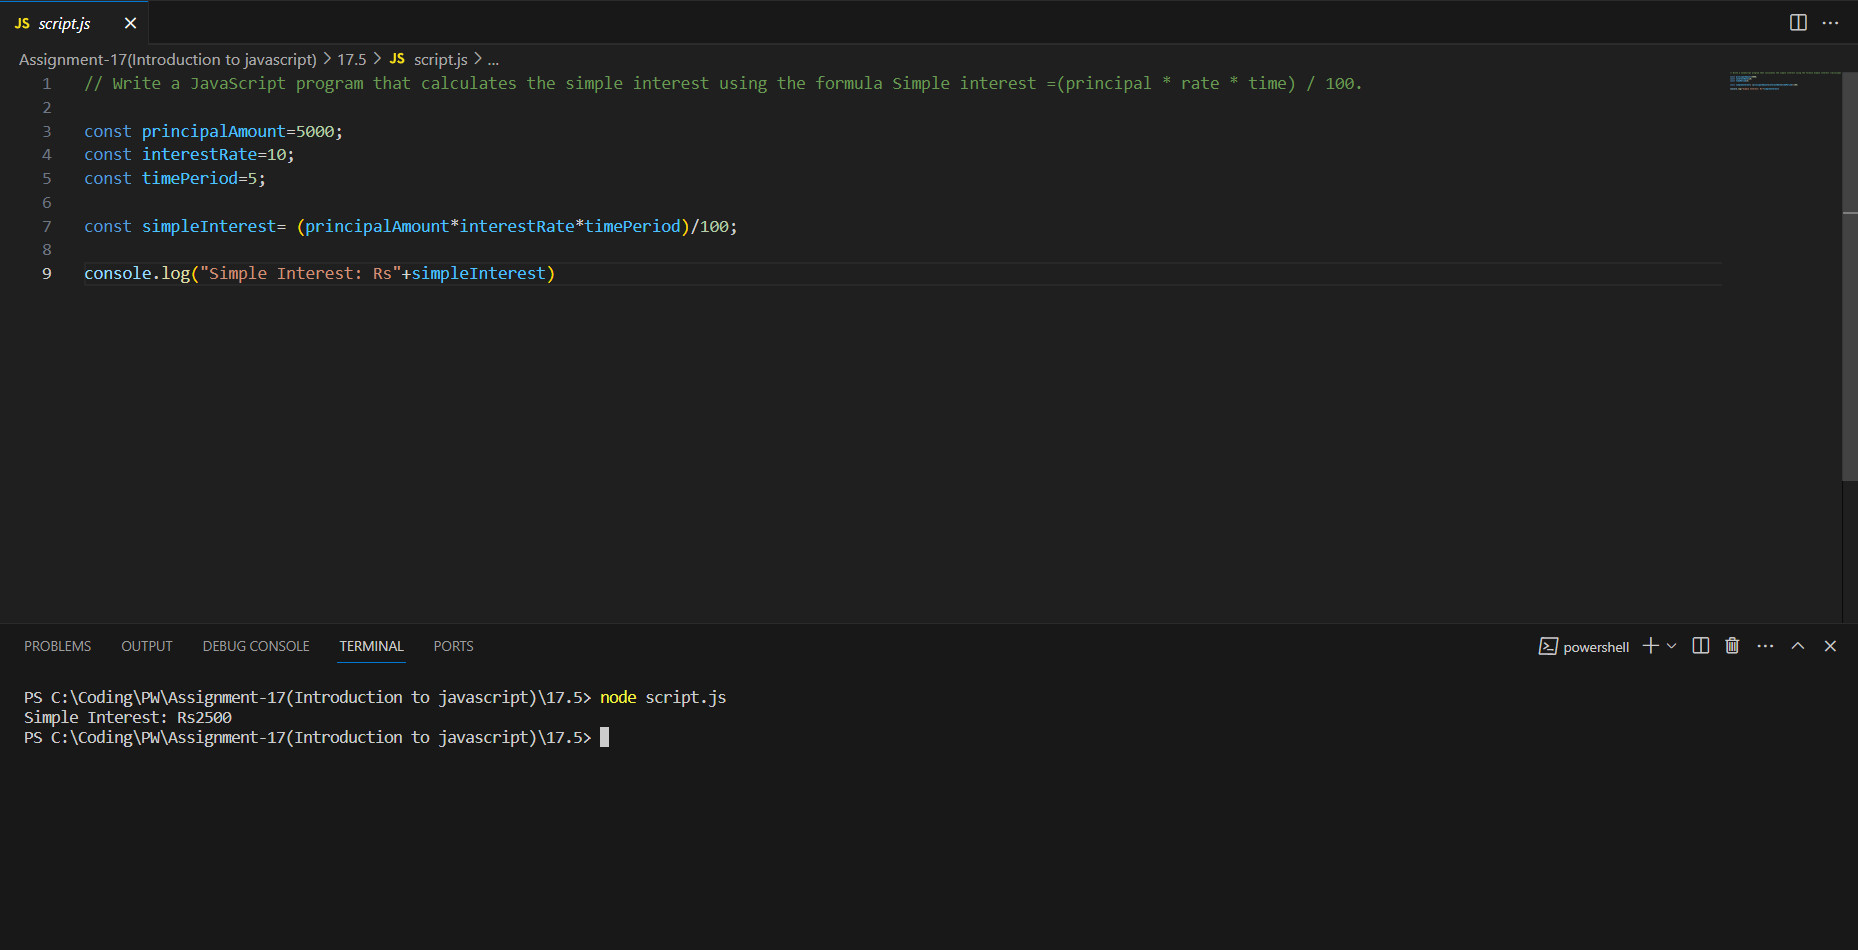 JS script.js
Assignment-17(Introduction to javascript) > 17.5 > JS script.js > ...
1 // Write a JavaScript program that calculates the simple interest using the formula Simple interest =(principal * rate * time) / 100.
2
3 const principalAmount=5000;
4 const interestRate=10;
5 const timePeriod=5;
6
7 const simpleInterest= (principalAmount*interestRate*timePeriod)/100;
8
9 console.log("Simple Interest: Rs"+simpleInterest)
PROBLEMS OUTPUT DEBUG CONSOLE TERMINAL PORTS powershell
PS C:\Coding\PW\Assignment-17(Introduction to javascript)\17.5> node script.js
Simple Interest: Rs2500
PS C:\Coding\PW\Assignment-17(Introduction to javascript)\17.5>